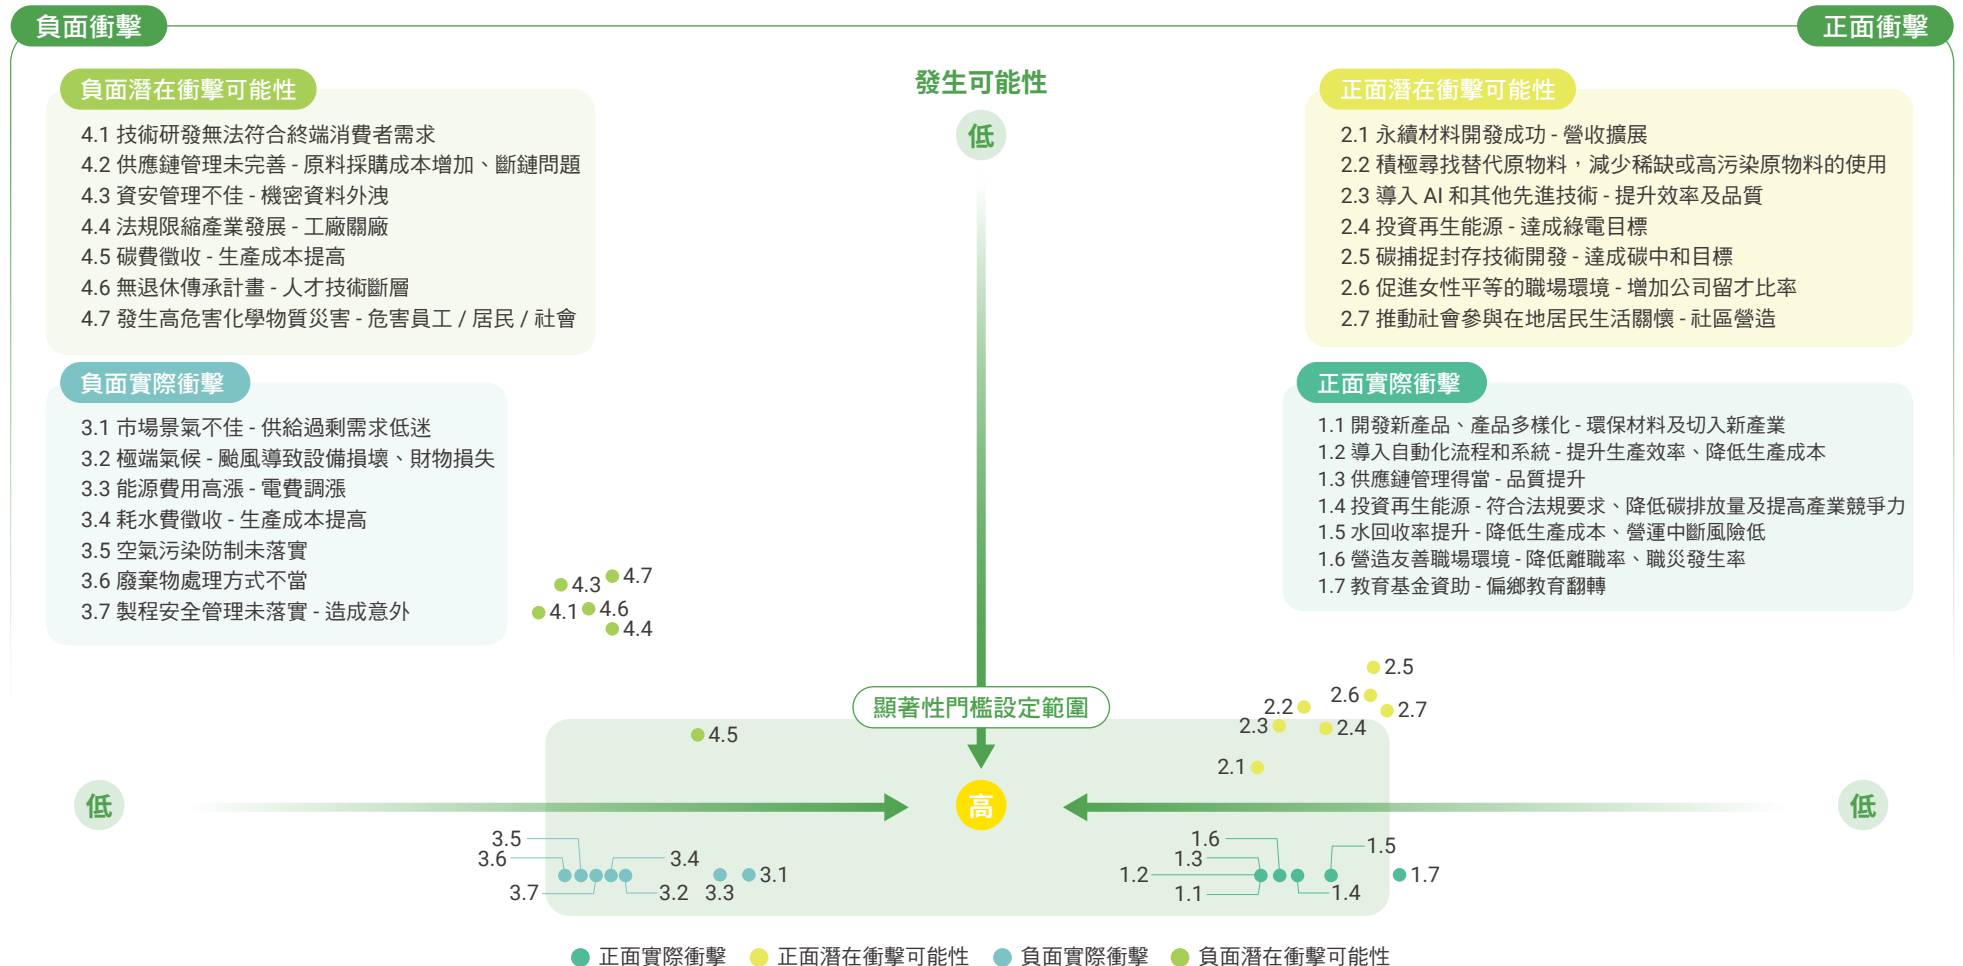 負面衝擊
正面衝擊
負面潛在衝擊可能性
4.1 技術研發無法符合終端消費者需求
4.2 供應鏈管理未完善 - 原料採購成本增加、斷鏈問題
4.3 資安管理不佳 - 機密資料外洩
4.4 法規限縮產業發展 - 工廠關廠
4.5 碳費徵收 - 生產成本提高
4.6 無退休傳承計畫 - 人才技術斷層
4.7 發生高危害化學物質災害 - 危害員工 / 居民 / 社會
發生可能性
低
正面潛在衝擊可能性
2.1 永續材料開發成功 - 營收擴展
2.2 積極尋找替代原物料，減少稀缺或高污染原物料的使用
2.3 導入 AI 和其他先進技術 - 提升效率及品質
2.4 投資再生能源 - 達成綠電目標
2.5 碳捕捉封存技術開發 - 達成碳中和目標
2.6 促進女性平等的職場環境 - 增加公司留才比率
2.7 推動社會參與在地居民生活關懷 - 社區營造
負面實際衝擊
3.1 市場景氣不佳 - 供給過剩需求低迷
3.2 極端氣候 - 颱風導致設備損壞、財物損失
3.3 能源費用高漲 - 電費調漲
3.4 耗水費徵收 - 生產成本提高
3.5 空氣污染防制未落實
3.6 廢棄物處理方式不當
3.7 製程安全管理未落實 - 造成意外
正面實際衝擊
1.1 開發新產品、產品多樣化 - 環保材料及切入新產業
1.2 導入自動化流程和系統 - 提升生產效率、降低生產成本
1.3 供應鏈管理得當 - 品質提升
1.4 投資再生能源 - 符合法規要求、降低碳排放量及提高產業競爭力
1.5 水回收率提升 - 降低生產成本、營運中斷風險低
1.6 營造友善職場環境 - 降低離職率、職災發生率
1.7 教育基金資助 - 偏鄉教育翻轉
4.3
4.7
4.1
4.6
4.4
2.5
2.6
2.2
2.7
2.3
2.4
2.1
顯著性門檻設定範圍
4.5
低
高
低
3.5
3.6
3.4
3.1
3.7
3.2
3.3
1.6
1.5
1.3
1.2
1.7
1.1
1.4
正面實際衝擊
正面潛在衝擊可能性
負面實際衝擊
負面潛在衝擊可能性